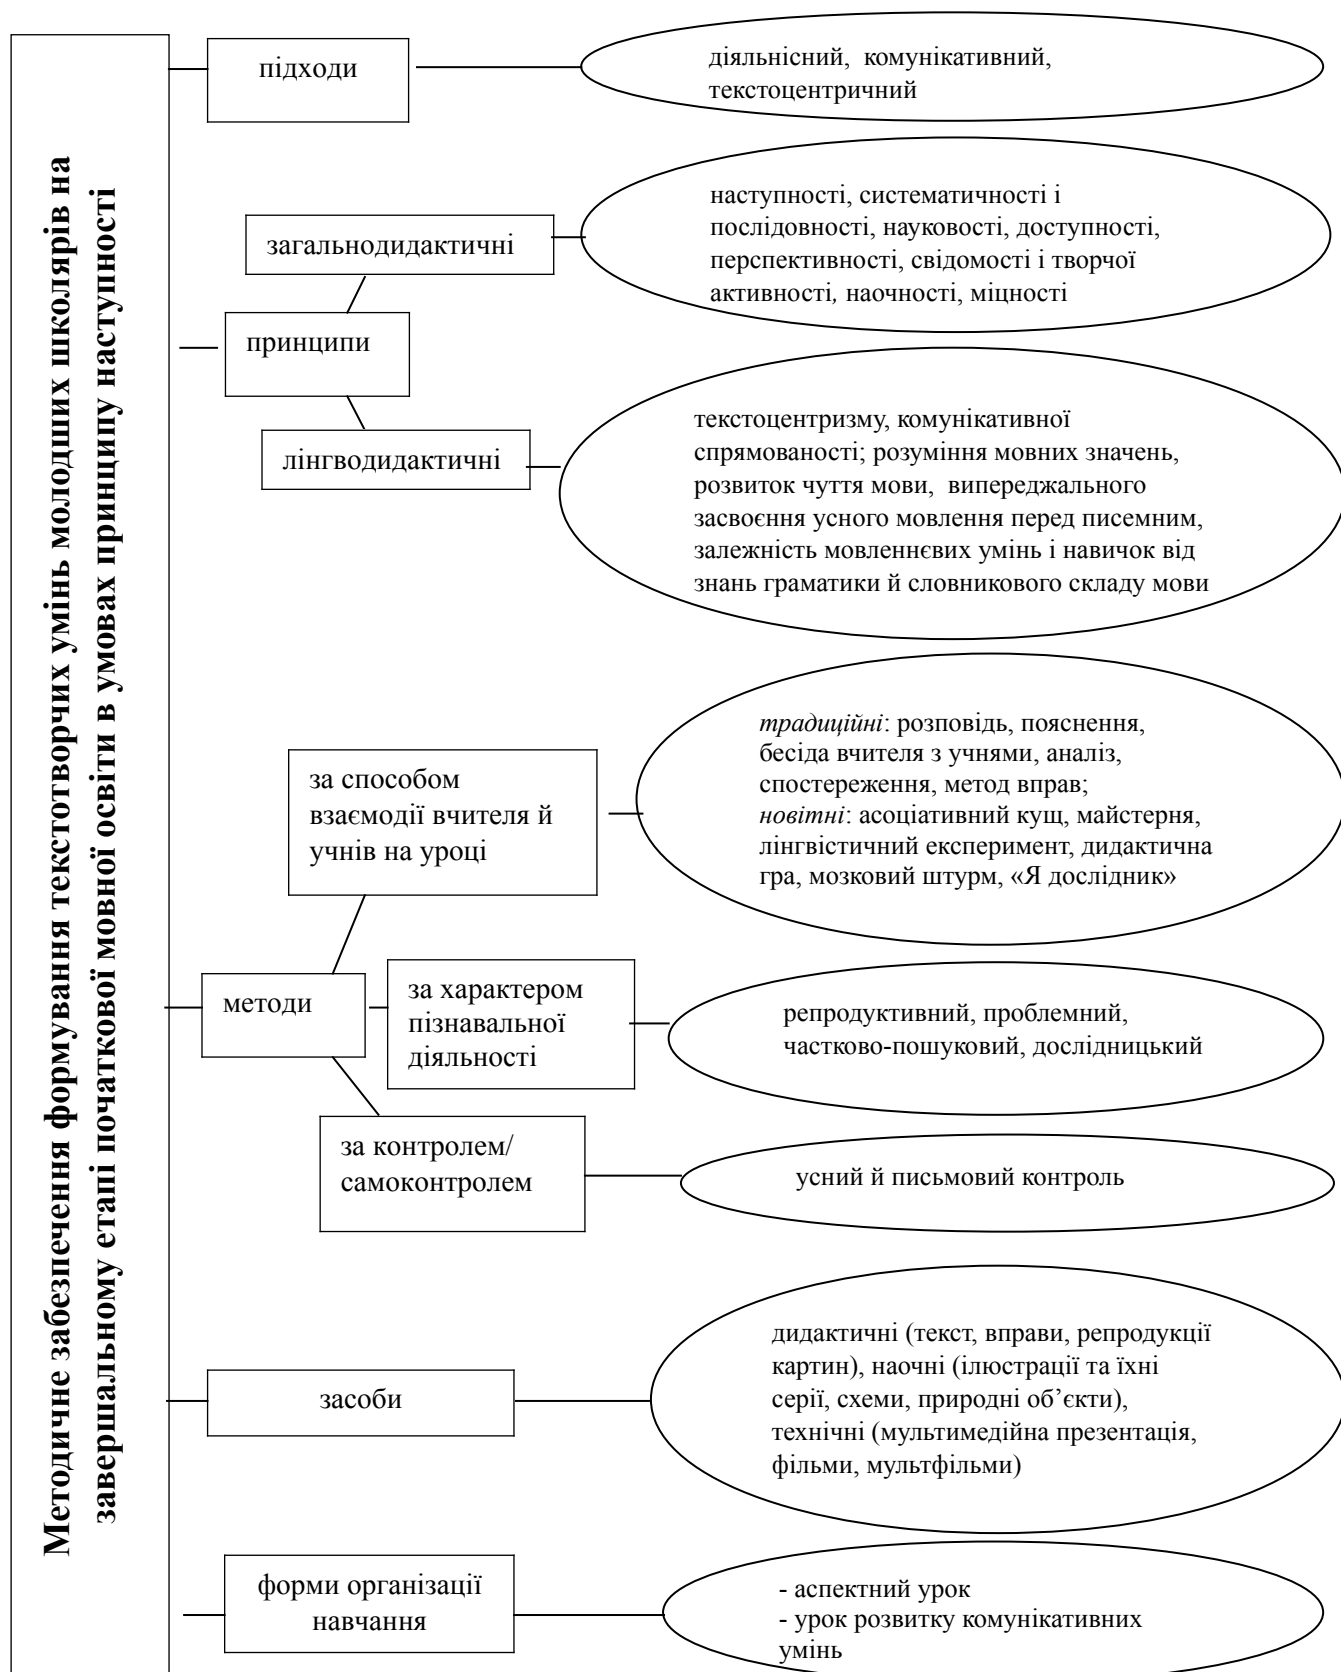 Методичне забезпечення формування текстотворчих умінь молодших школярів на
завершальному етапі початкової мовної освіти в умовах принципу наступності
підходи
діяльнісний, комунікативний,
текстоцентричний
загальнодидактичні
наступності, систематичності і
послідовності, науковості, доступності,
перспективності, свідомості і творчої
активності, наочності, міцності
принципи
лінгводидактичні
текстоцентризму, комунікативної
спрямованості; розуміння мовних значень,
розвиток чуття мови, випереджального
засвоєння усного мовлення перед писемним,
залежність мовленнєвих умінь і навичок від
знань граматики й словникового складу мови
за способом
взаємодії вчителя й
учнів на уроці
традиційні: розповідь, пояснення,
бесіда вчителя з учнями, аналіз,
спостереження, метод вправ;
новітні: асоціативний кущ, майстерня,
лінгвістичний експеримент, дидактична
гра, мозковий штурм, «Я дослідник»
методи
за характером
пізнавальної
діяльності
репродуктивний, проблемний,
частково-пошуковий, дослідницький
за контролем/
самоконтролем
усний й письмовий контроль
засоби
дидактичні (текст, вправи, репродукції
картин), наочні (ілюстрації та їхні
серії, схеми, природні об’єкти),
технічні (мультимедійна презентація,
фільми, мультфільми)
форми організації
навчання
- аспектний урок
- урок розвитку комунікативних
умінь